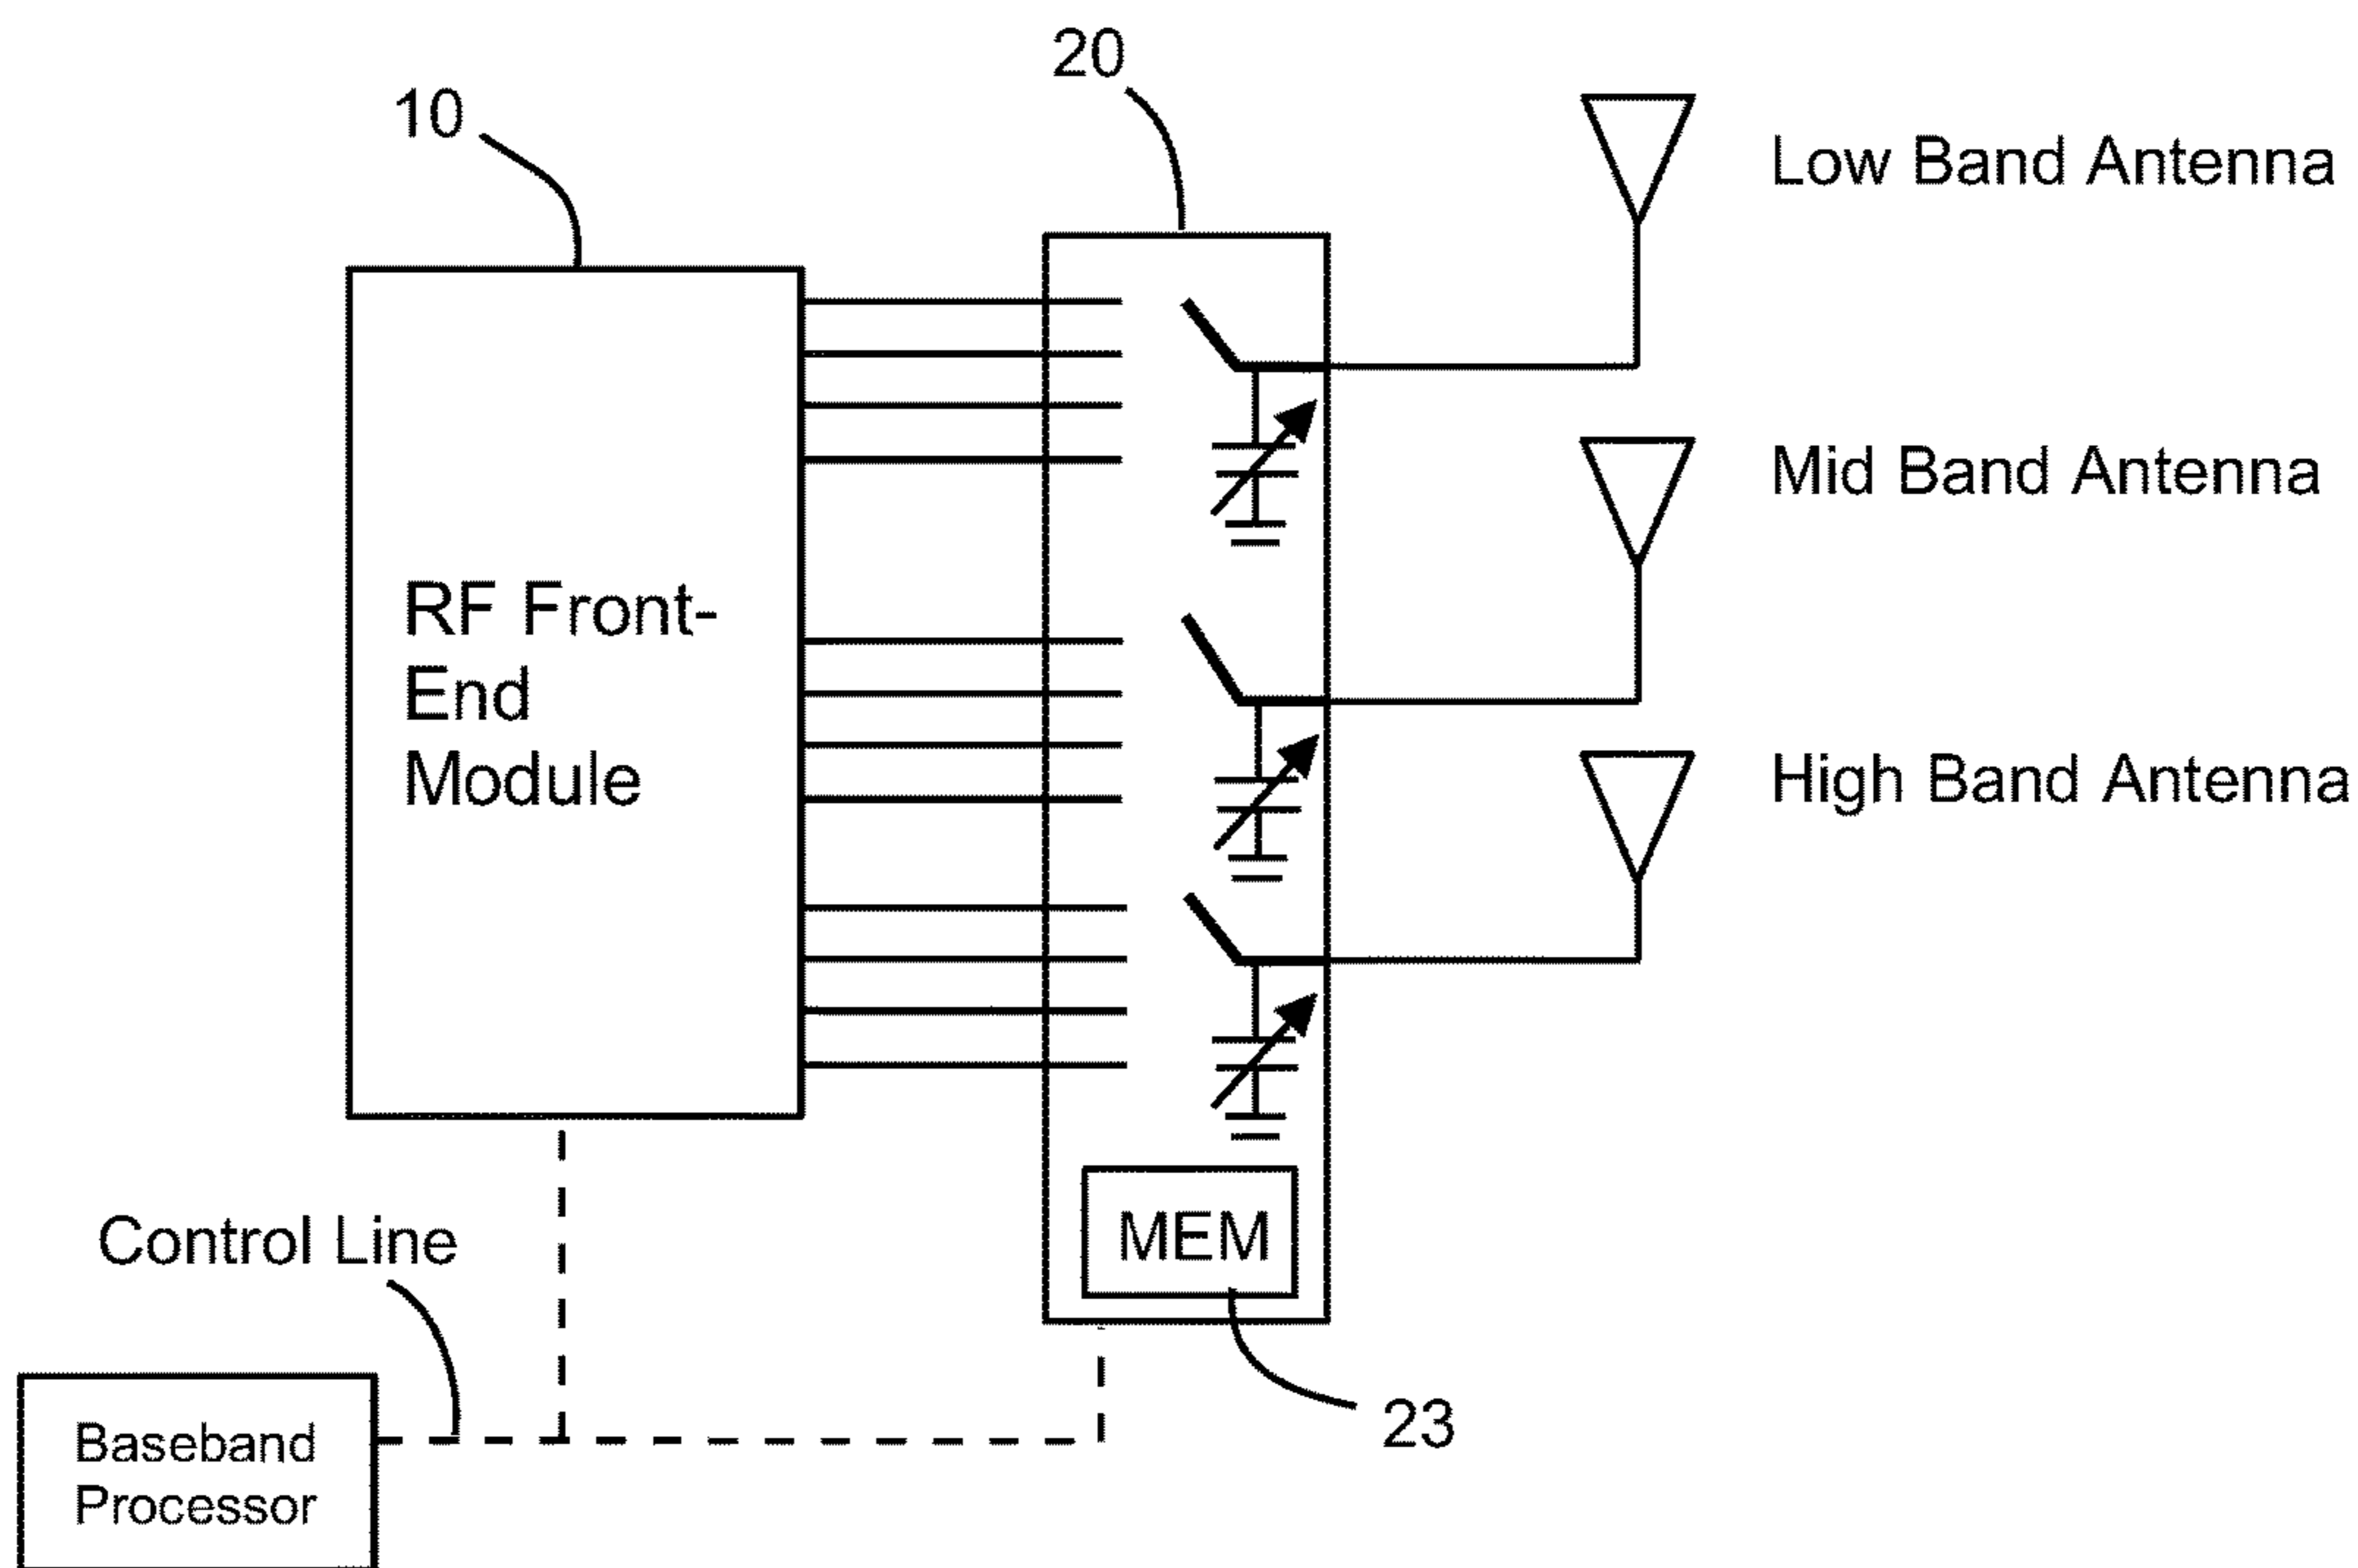 20
10
Low Band Antenna
Mid Band Antenna
RF Front-
End
Module
High Band Antenna
MEM
Control Line
23
Baseband
Processor